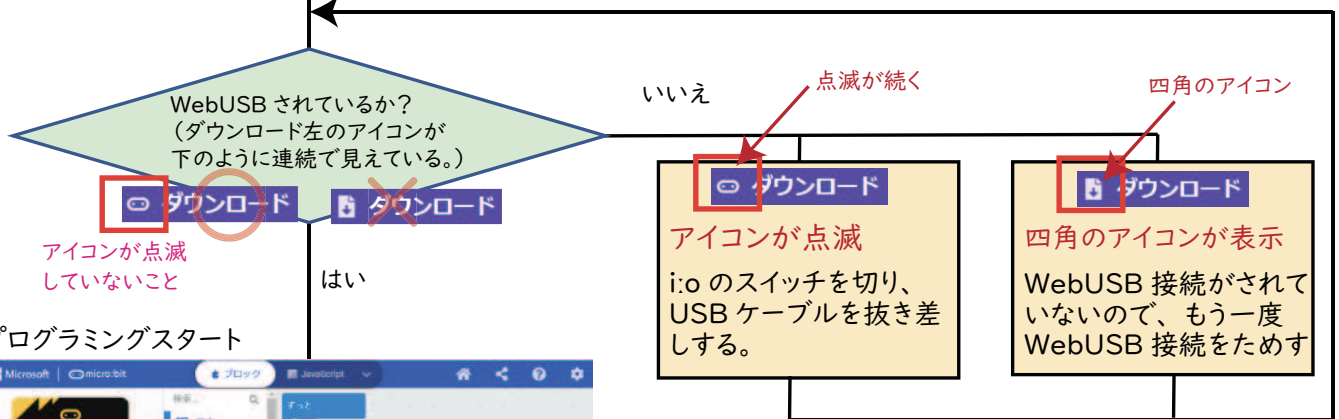 WebUSB されているか？
（ダウンロード左のアイコンが
下のように連続で見えている。）
ダウンロード
ダウンロード
アイコンが点滅
していないこと
はい
いいえ
点滅が続く
ダウンロード
アイコンが点滅
i:o のスイッチを切り、
USB ケーブルを抜き差
しする。
四角のアイコン
ダウンロード
四角のアイコンが表示
WebUSB 接続がされて
いないので、もう一度
WebUSB 接続をためす
プログラミングスタート
Microsoft
micro:bit
ブロック
JavaScript
検索...
ずっと